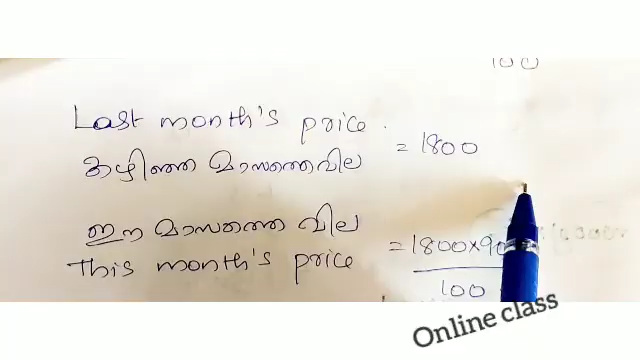 100
Last month's price
കഴിഞ്ഞ മാസത്തെ വില = 1800
ഈ മാസത്തെ വില
This month's price = 1800×90
100
Online class